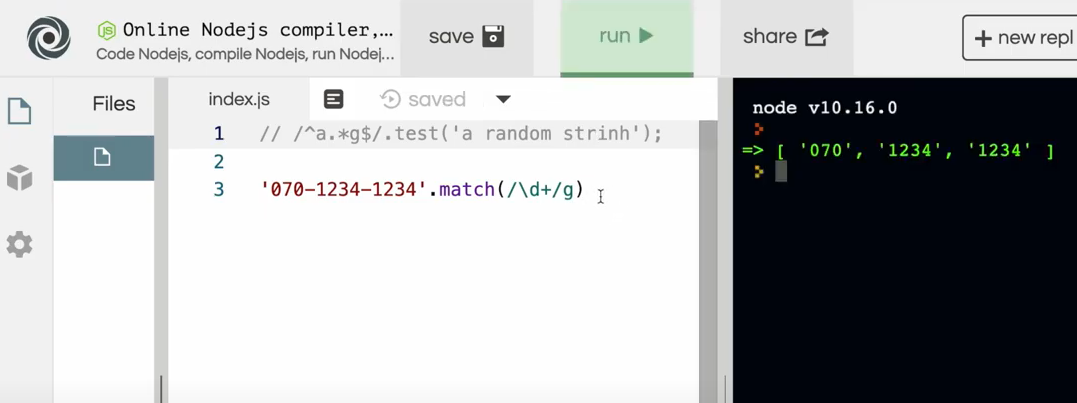 Online Nodejs compiler,...
Code Nodejs, compile Nodejs, run Nodej...
save
run
share
+ new repl
Files
index.js
saved
1 // /^a.*g$/.test('a random strinh');
2
3 '070-1234-1234'.match(/\d+/g)
node v10.16.0
>
=> [ '070', '1234', '1234' ]
>